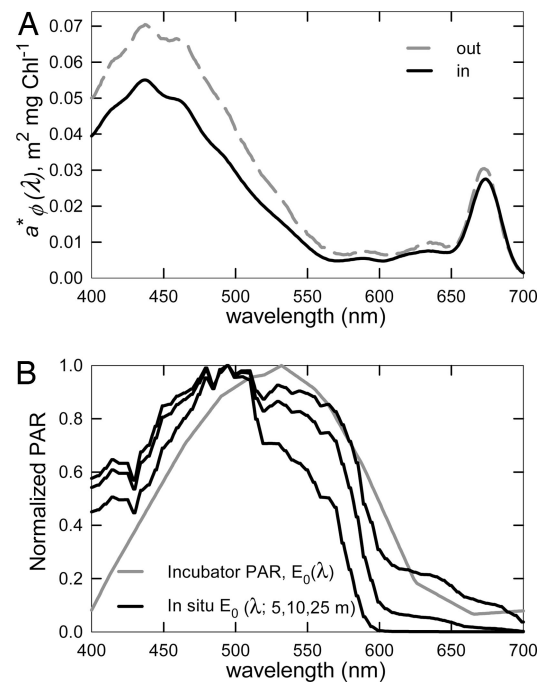 A
0.07
0.06
0.05
0.04
0.03
0.02
0.01
0.00
a*ϕ(λ), m² mg Chl⁻¹
out
in
400 450 500 550 600 650 700
wavelength (nm)
B
1.0
0.8
0.6
0.4
0.2
0.0
Normalized PAR
Incubator PAR, E₀(λ)
In situ E₀ (λ; 5,10,25 m)
400 450 500 550 600 650 700
wavelength (nm)